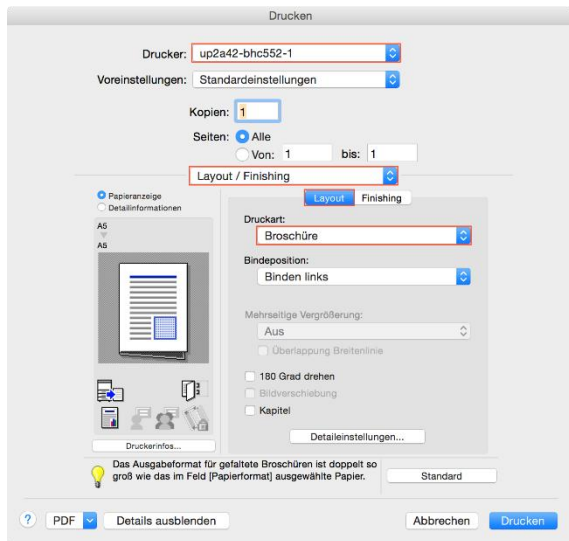 Drucken
Drucker: up2a42-bhc552-1
Voreinstellungen: Standardeinstellungen
Kopien: 1
Seiten: Alle
Von: 1 bis: 1
Layout / Finishing
Papieranzeige
Detailinformationen
A5
A5
Druckerinfos...
Layout Finishing
Druckart:
Broschüre
Bindeposition:
Binden links
Mehrseitige Vergrößerung:
Aus
Überlappung Breitenlinie
180 Grad drehen
Bildverschiebung
Kapitel
Detaileinstellungen...
Das Ausgabeformat für gefaltete Broschüren ist doppelt so
groß wie das im Feld [Papierformat] ausgewählte Papier.
Standard
? PDF Details ausblenden Abbrechen Drucken